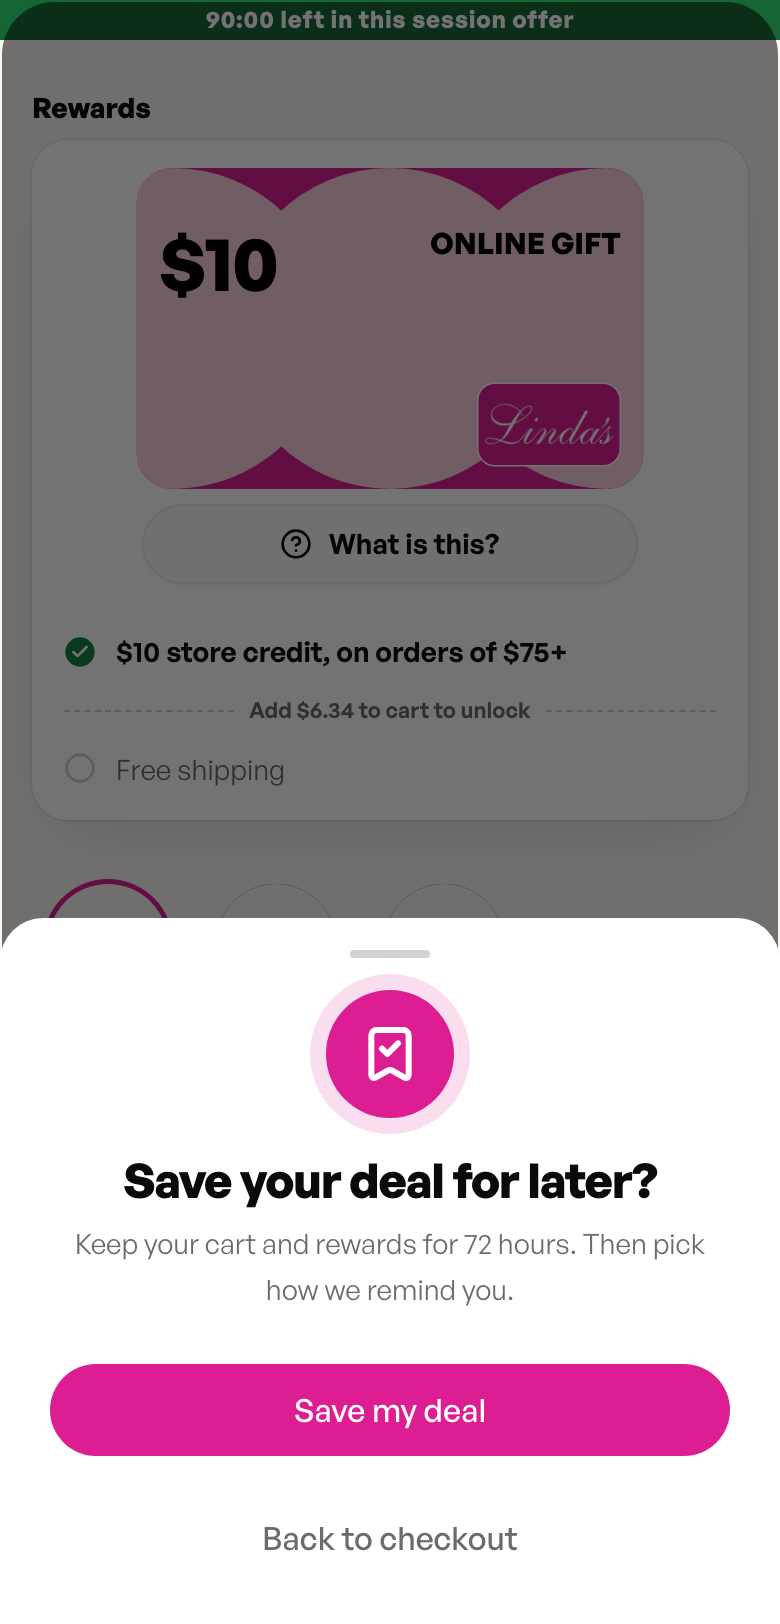 90:00 left in this session offer
Rewards
$10
ONLINE GIFT
Linda's
What is this?
$10 store credit, on orders of $75+
Add $6.34 to cart to unlock
Free shipping
Save your deal for later?
Keep your cart and rewards for 72 hours. Then pick
how we remind you.
Save my deal
Back to checkout